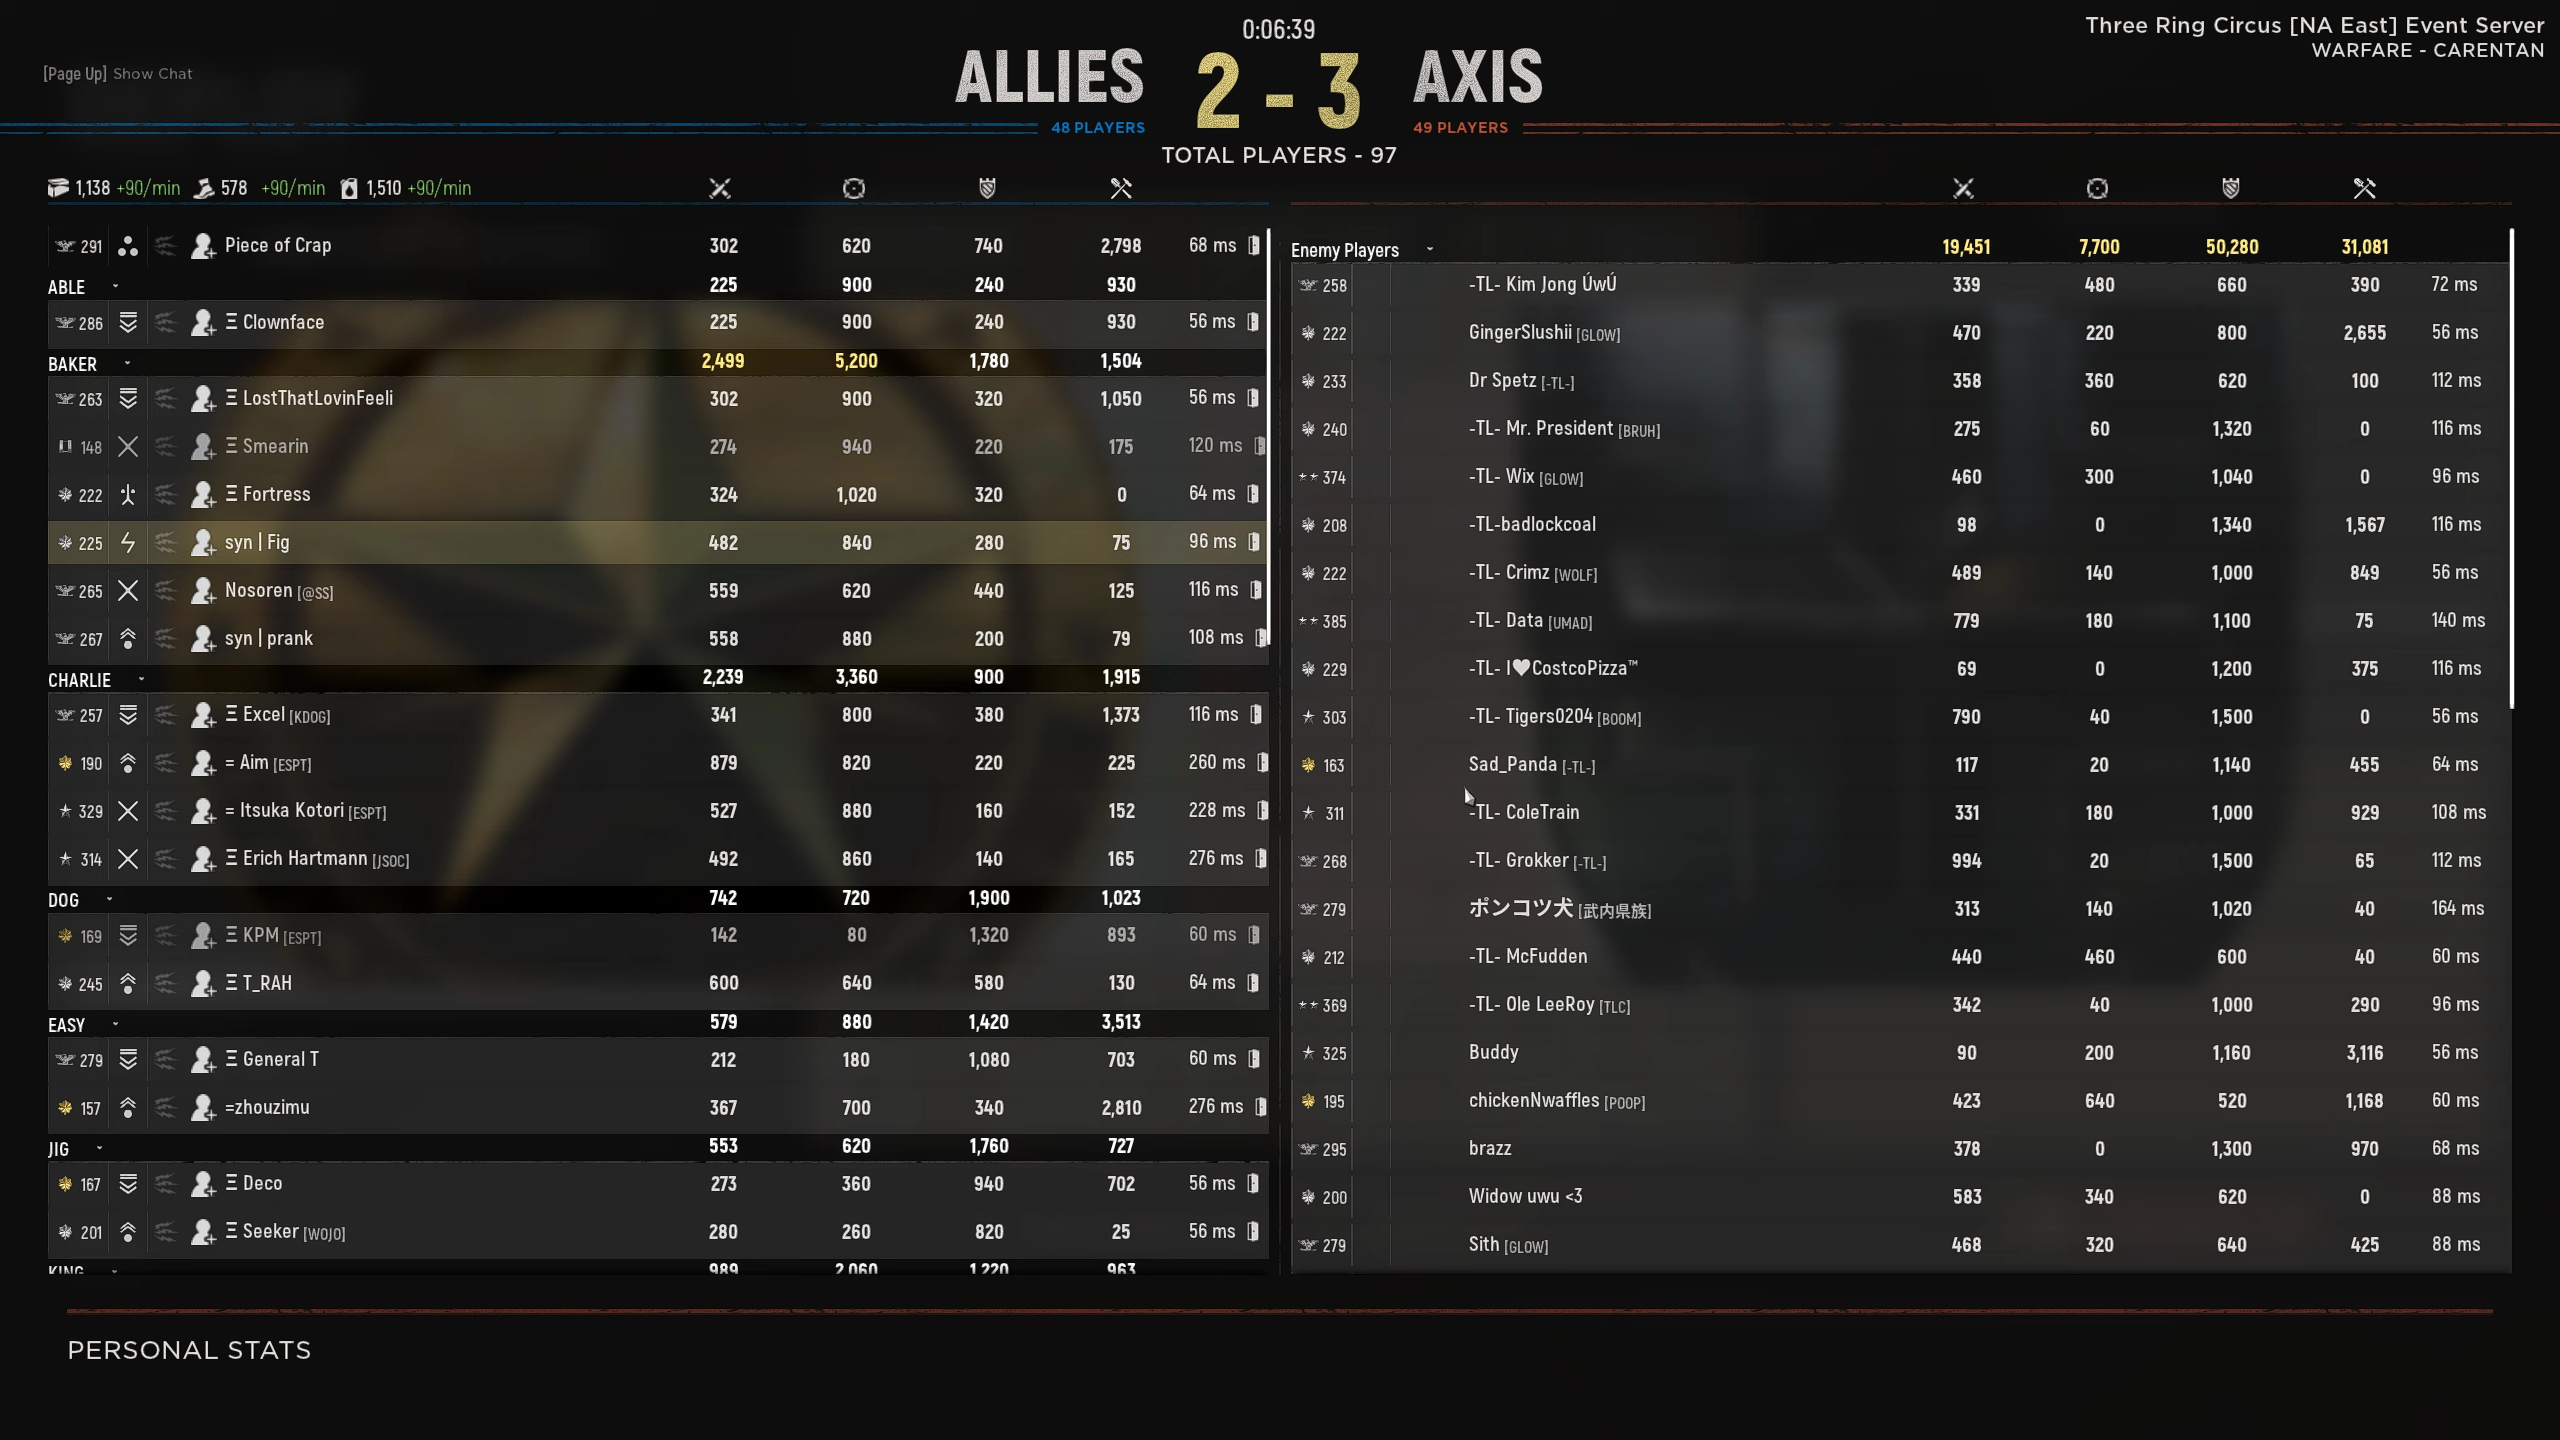 0:06:39
Three Ring Circus [NA East] Event Server
WARFARE - CARENTAN
[Page Up] Show Chat
ALLIES 2 - 3 AXIS
48 PLAYERS 49 PLAYERS
TOTAL PLAYERS - 97
1,138 +90/min 578 +90/min 1,510 +90/min
291 Piece of Crap 302 620 740 2,798 68 ms
ABLE 225 900 240 930
286 Ξ Clownface 225 900 240 930 56 ms
BAKER 2,499 5,200 1,780 1,504
263 Ξ LostThatLovinFeeli 302 900 320 1,050 56 ms
148 Ξ Smearin 274 940 220 175 120 ms
222 Ξ Fortress 324 1,020 320 0 64 ms
225 syn | Fig 482 840 280 75 96 ms
265 Nosoren [@SS] 559 620 440 125 116 ms
267 syn | prank 558 880 200 79 108 ms
CHARLIE 2,239 3,360 900 1,915
257 Ξ Excel [KDOG] 341 800 380 1,373 116 ms
190 = Aim [ESPT] 879 820 220 225 260 ms
329 = Itsuka Kotori [ESPT] 527 880 160 152 228 ms
314 Ξ Erich Hartmann [JSOC] 492 860 140 165 276 ms
DOG 742 720 1,900 1,023
169 Ξ KPM [ESPT] 142 80 1,320 893 60 ms
245 Ξ T_RAH 600 640 580 130 64 ms
EASY 579 880 1,420 3,513
279 Ξ General T 212 180 1,080 703 60 ms
157 =zhouzimu 367 700 340 2,810 276 ms
JIG 553 620 1,760 727
167 Ξ Deco 273 360 940 702 56 ms
201 Ξ Seeker [WOJO] 280 260 820 25 56 ms
KING 989 2,060 1,220 963
Enemy Players 19,451 7,700 50,280 31,081
258 -TL- Kim Jong ÚwÚ 339 480 660 390 72 ms
222 GingerSlushii [GLOW] 470 220 800 2,655 56 ms
233 Dr Spetz [-TL-] 358 360 620 100 112 ms
240 -TL- Mr. President [BRUH] 275 60 1,320 0 116 ms
374 -TL- Wix [GLOW] 460 300 1,040 0 96 ms
208 -TL-badlockcoal 98 0 1,340 1,567 116 ms
222 -TL- Crimz [WOLF] 489 140 1,000 849 56 ms
385 -TL- Data [UMAD] 779 180 1,100 75 140 ms
229 -TL- I♥CostcoPizza™ 69 0 1,200 375 116 ms
303 -TL- Tigers0204 [BOOM] 790 40 1,500 0 56 ms
163 Sad_Panda [-TL-] 117 20 1,140 455 64 ms
311 -TL- ColeTrain 331 180 1,000 929 108 ms
268 -TL- Grokker [-TL-] 994 20 1,500 65 112 ms
279 ポンコツ犬 [武内県族] 313 140 1,020 40 164 ms
212 -TL- McFudden 440 460 600 40 60 ms
369 -TL- Ole LeeRoy [TLC] 342 40 1,000 290 96 ms
325 Buddy 90 200 1,160 3,116 56 ms
195 chickenNwaffles [POOP] 423 640 520 1,168 60 ms
295 brazz 378 0 1,300 970 68 ms
200 Widow uwu <3 583 340 620 0 88 ms
279 Sith [GLOW] 468 320 640 425 88 ms
PERSONAL STATS